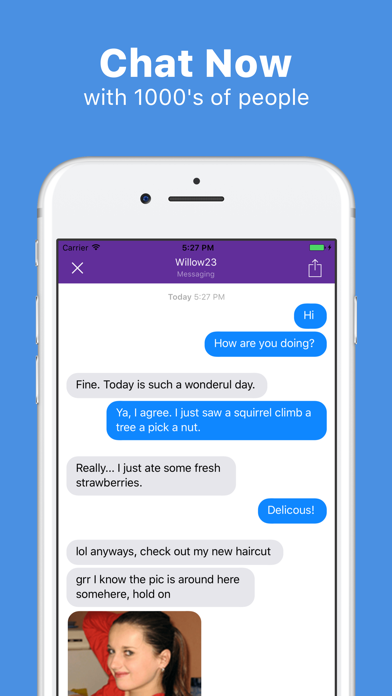 Chat Now
with 1000's of people
Carrier 5:27 PM
Willow23
Messaging
Today 5:27 PM
Hi
How are you doing?
Fine. Today is such a wonderul day.
Ya, I agree. I just saw a squirrel climb a
tree a pick a nut.
Really... I just ate some fresh
strawberries.
Delicous!
lol anyways, check out my new haircut
grr I know the pic is around here
somehere, hold on